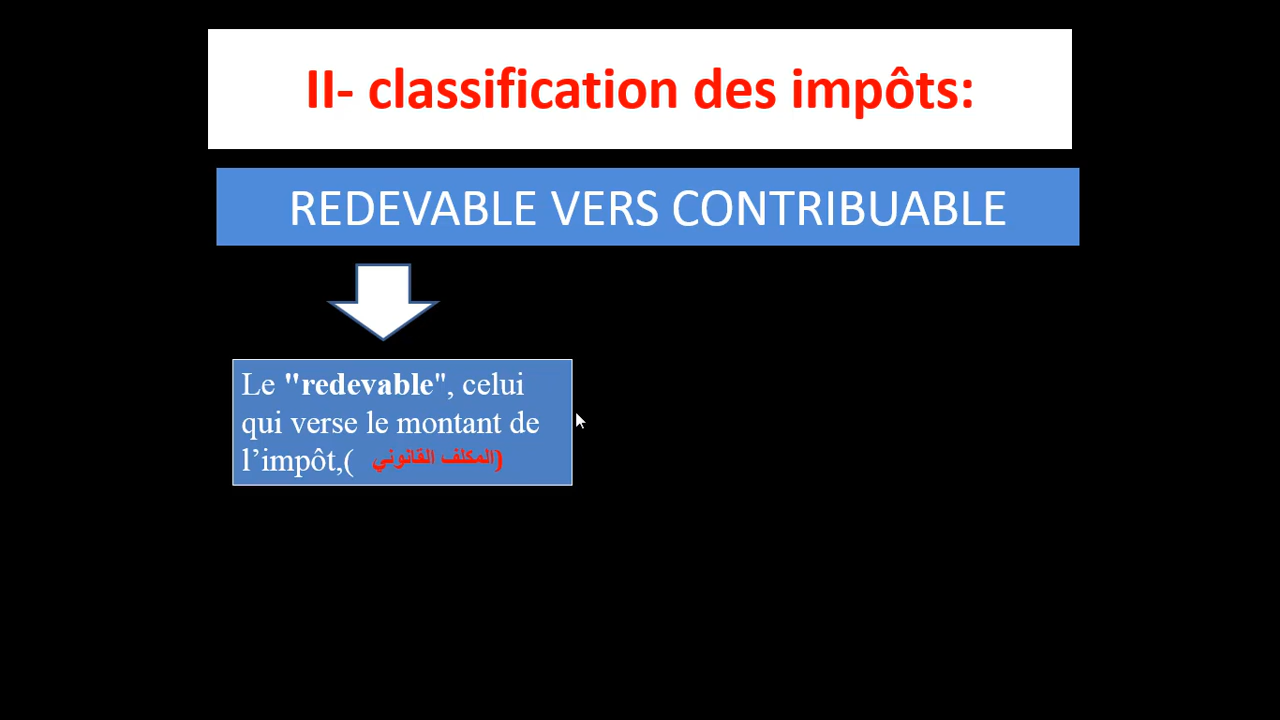 II- classification des impôts:
REDEVABLE VERS CONTRIBUABLE
Le "redevable", celui
qui verse le montant de
l’impôt,( المكلف القانوني)